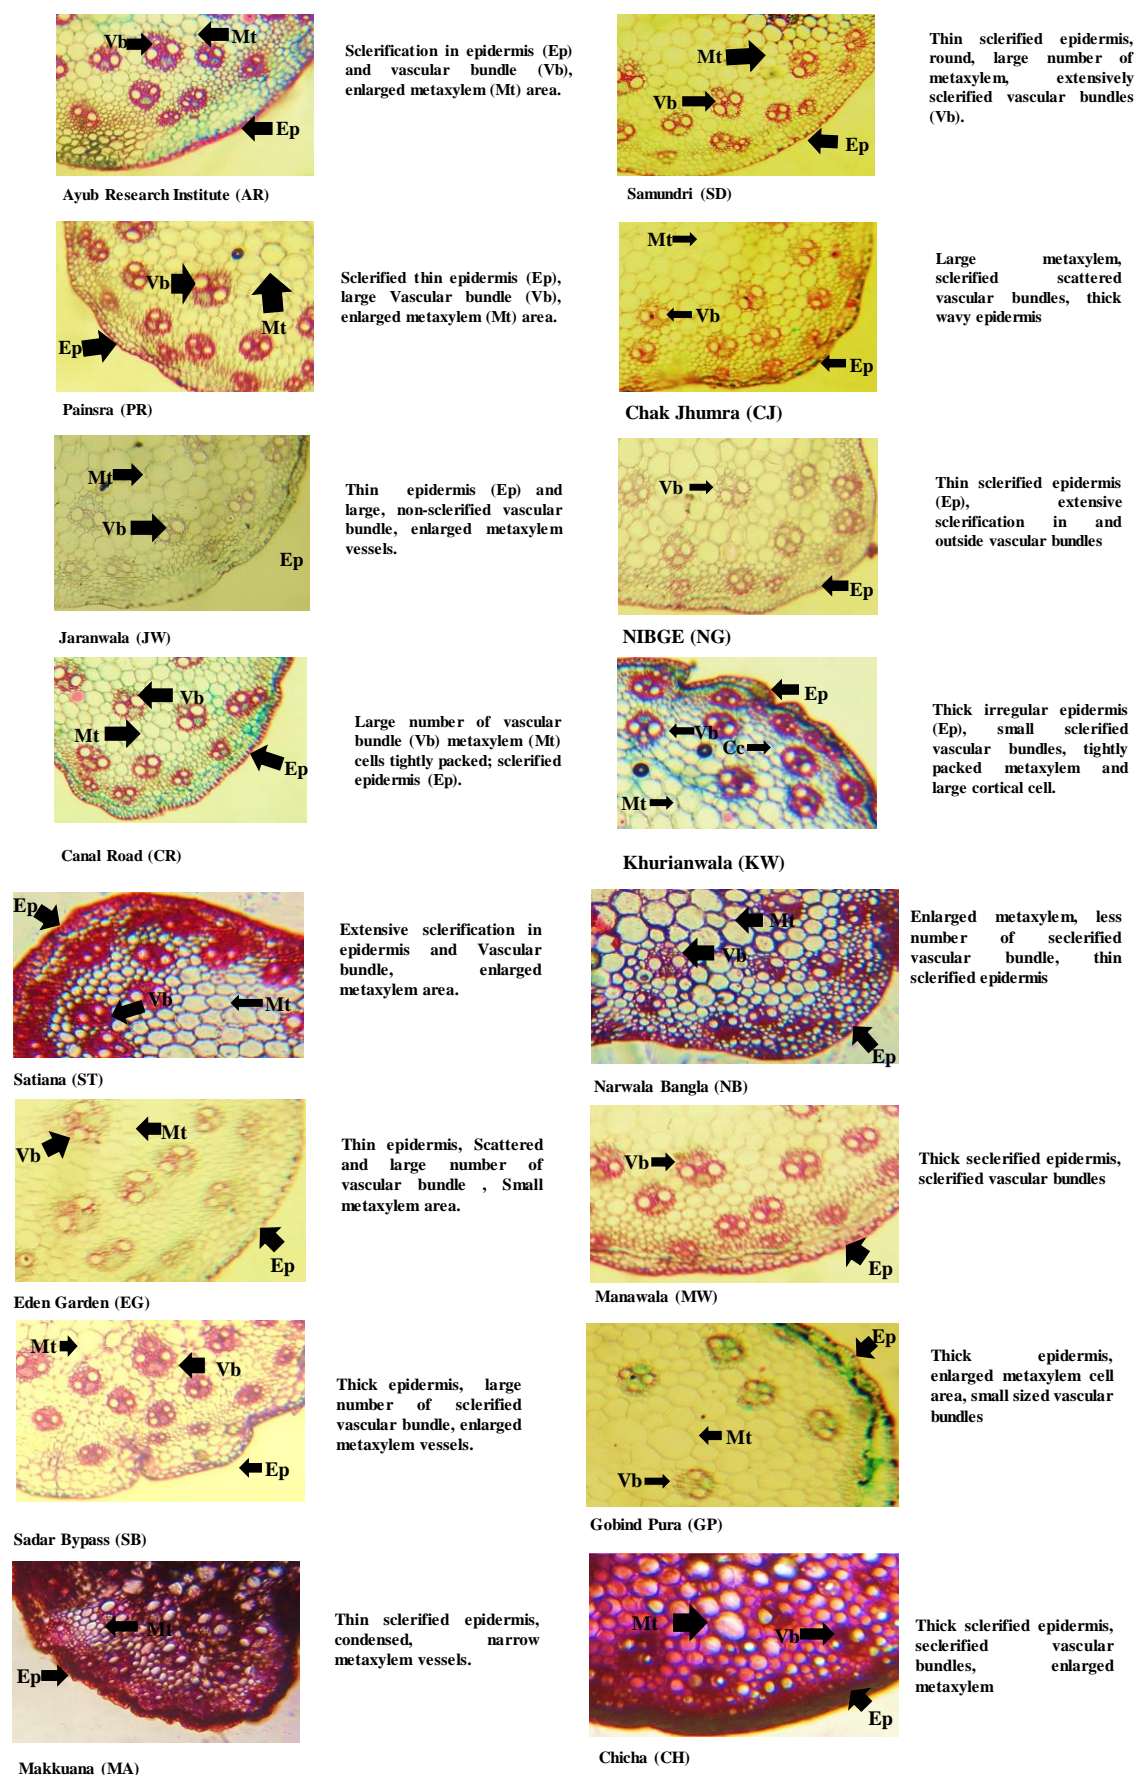 Vb
Mt
Ep
Sclerification in epidermis (Ep)
and vascular bundle (Vb),
enlarged metaxylem (Mt) area.
Ayub Research Institute (AR)
Mt
Vb
Ep
Thin sclerified epidermis,
round, large number of
metaxylem, extensively
sclerified vascular bundles
(Vb).
Samundri (SD)
Vb
Mt
Ep
Sclerified thin epidermis (Ep),
large Vascular bundle (Vb),
enlarged metaxylem (Mt) area.
Painsra (PR)
Mt
Vb
Ep
Large metaxylem,
sclerified scattered
vascular bundles, thick
wavy epidermis
Chak Jhumra (CJ)
Mt
Vb
Ep
Thin epidermis (Ep) and
large, non-sclerified vascular
bundle, enlarged metaxylem
vessels.
Jaranwala (JW)
Vb
Ep
Thin sclerified epidermis
(Ep), extensive
sclerification in and
outside vascular bundles
NIBGE (NG)
Vb
Mt
Ep
Large number of vascular
bundle (Vb) metaxylem (Mt)
cells tightly packed; sclerified
epidermis (Ep).
Canal Road (CR)
Ep
Vb
Cc
Mt
Thick irregular epidermis
(Ep), small sclerified
vascular bundles, tightly
packed metaxylem and
large cortical cell.
Khurianwala (KW)
Ep
Vb
Mt
Extensive sclerification in
epidermis and Vascular
bundle, enlarged
metaxylem area.
Satiana (ST)
Mt
Vb
Ep
Enlarged metaxylem, less
number of seclerified
vascular bundle, thin
sclerified epidermis
Narwala Bangla (NB)
Mt
Vb
Ep
Thin epidermis, Scattered
and large number of
vascular bundle , Small
metaxylem area.
Eden Garden (EG)
Vb
Ep
Thick seclerified epidermis,
sclerified vascular bundles
Manawala (MW)
Mt
Vb
Ep
Thick epidermis, large
number of sclerified
vascular bundle, enlarged
metaxylem vessels.
Sadar Bypass (SB)
Ep
Mt
Vb
Thick epidermis,
enlarged metaxylem cell
area, small sized vascular
bundles
Gobind Pura (GP)
Mt
Ep
Thin sclerified epidermis,
condensed, narrow
metaxylem vessels.
Makkuana (MA)
Mt
Vb
Ep
Thick sclerified epidermis,
seclerified vascular
bundles, enlarged
metaxylem
Chicha (CH)